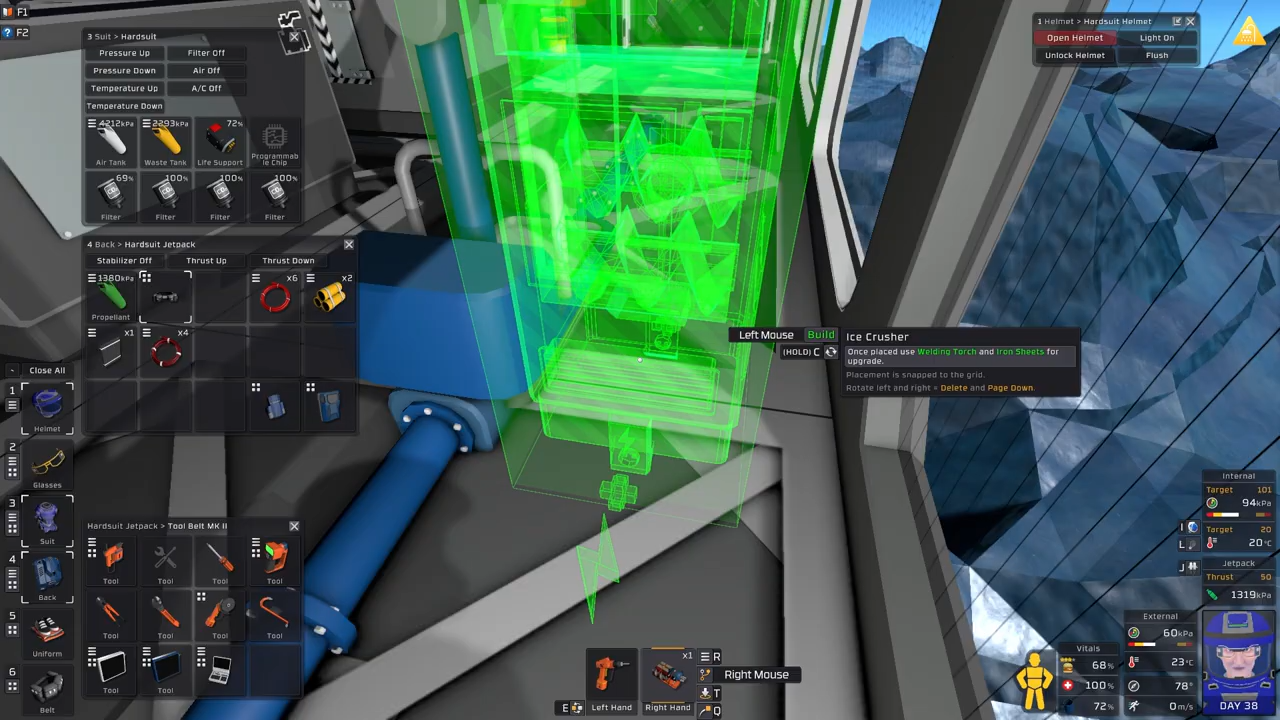 F1
F2
3 Suit > Hardsuit
Pressure Up
Filter Off
Pressure Down
Air Off
Temperature Up
A/C Off
Temperature Down
4212kPa
2293kPa
72%
Air Tank
Waste Tank
Life Support
Programmab
le Chip
69%
100%
100%
100%
Filter
Filter
Filter
Filter
4 Back > Hardsuit Jetpack
Stabilizer Off
Thrust Up
Thrust Down
1380kPa
x6
x2
Propellant
x1
x4
Close All
1
Helmet
2
Glasses
3
Suit
4
Back
5
Uniform
6
Belt
Hardsuit Jetpack > Tool Belt MK II
Tool
Tool
Tool
Tool
Tool
Tool
Tool
Tool
Tool
Tool
Tool
1 Helmet > Hardsuit Helmet
Open Helmet
Light On
Unlock Helmet
Flush
Left Mouse
Build
(HOLD) C
Ice Crusher
Once placed use Welding Torch and Iron Sheets for
upgrade.
Placement is snapped to the grid.
Rotate left and right = Delete and Page Down.
x1
R
Right Mouse
T
E
Left Hand
Right Hand
Q
Internal
Target 101
94kPa
Target 20
20°C
I
L
J
Jetpack
Thrust 50
1319kPa
External
60kPa
23°C
78°
0m/s
Vitals
68%
100%
72%
DAY 38